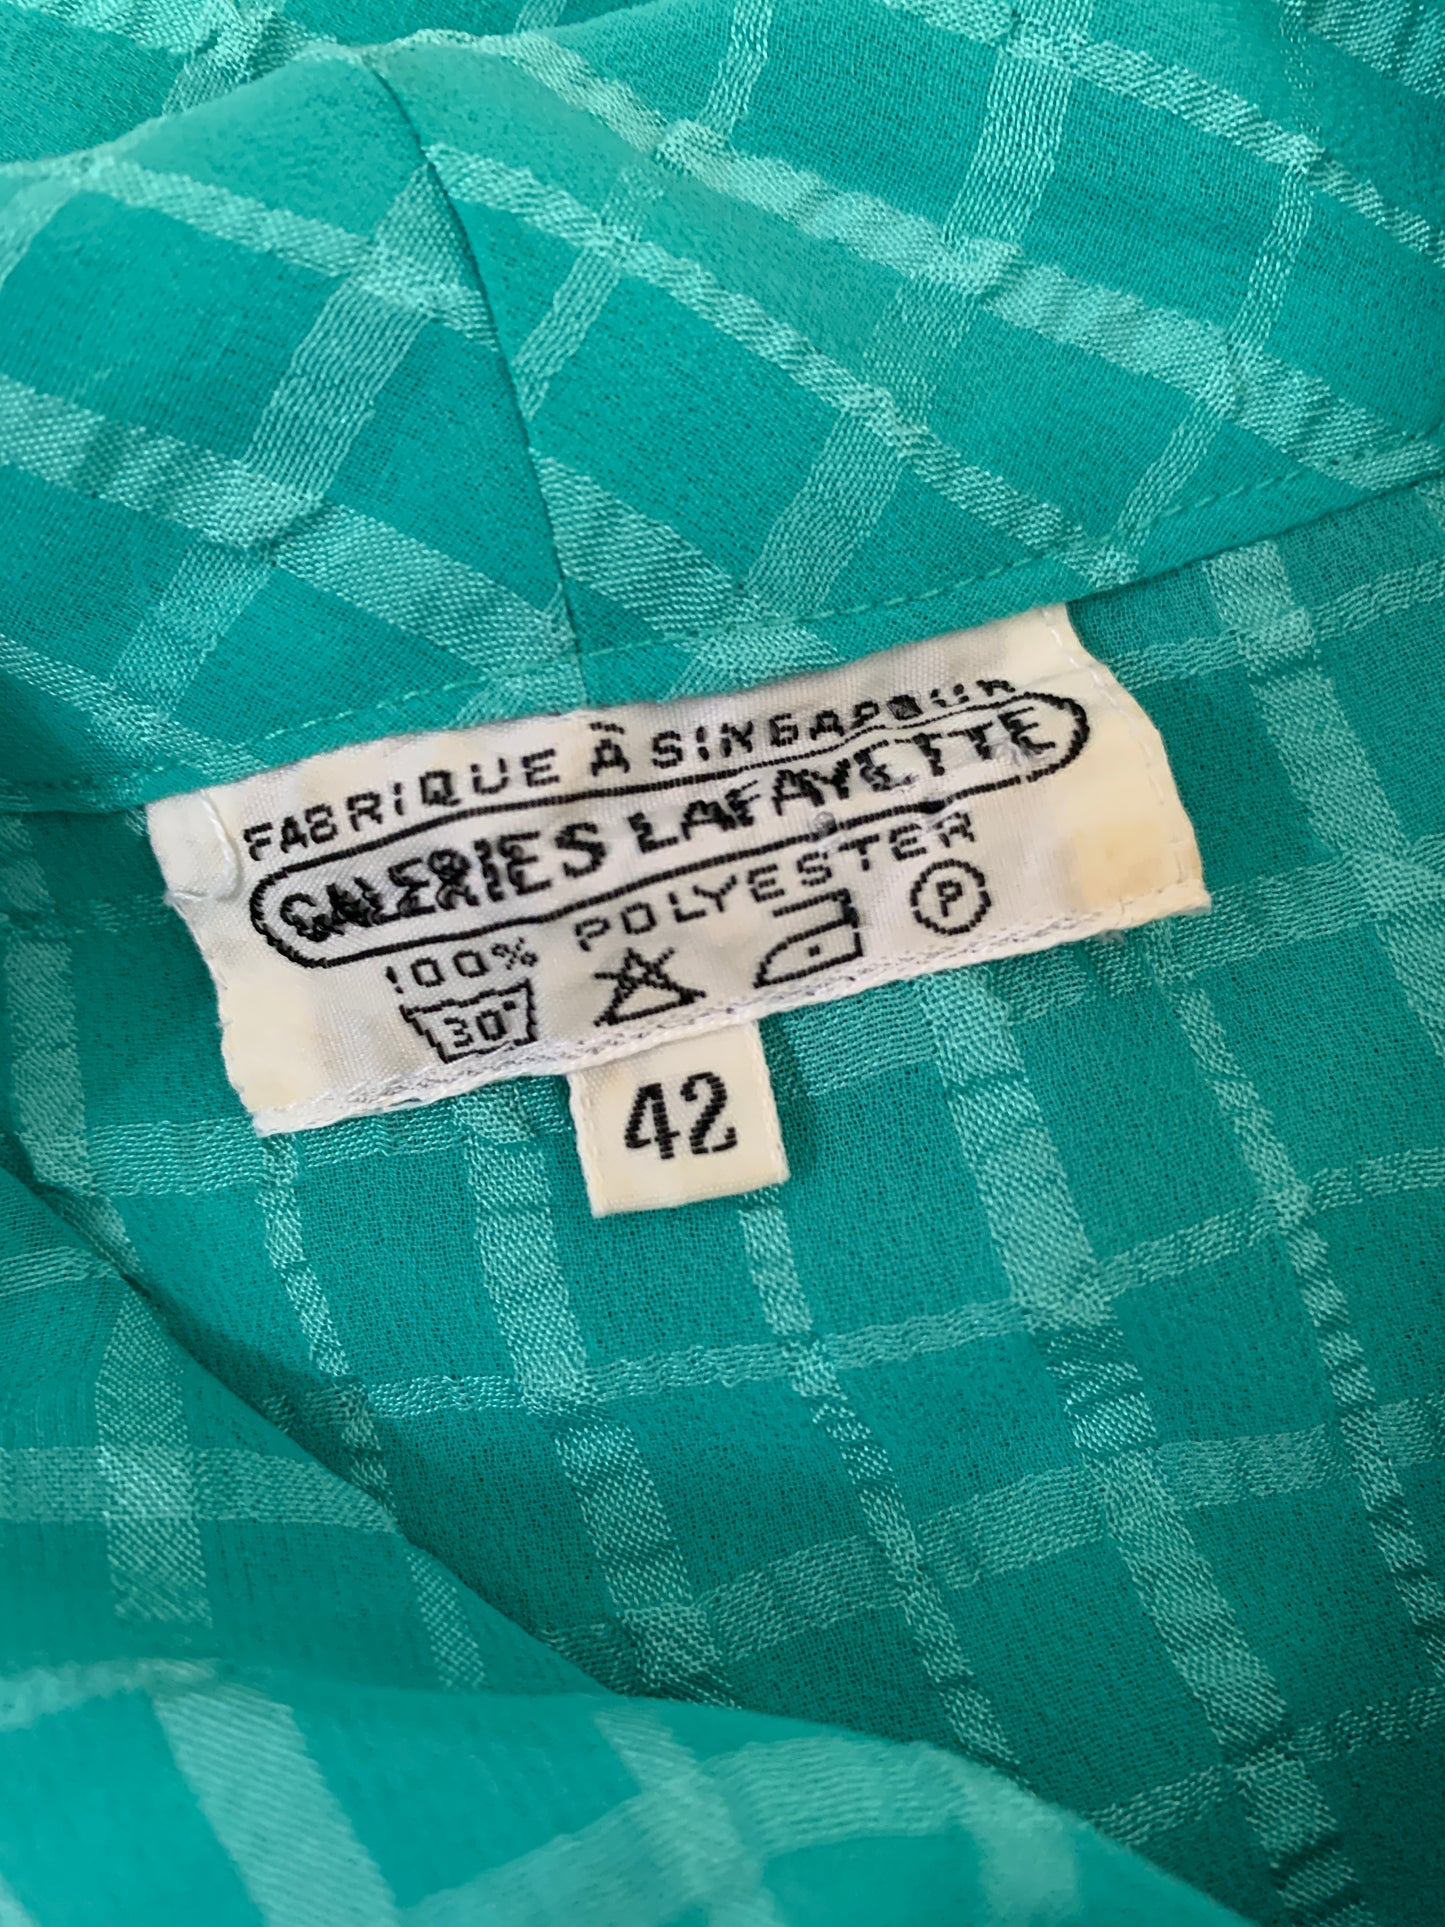 FABRIQUE À SINGAPOUR
GALERIES LAFAYETTE
100% POLYESTER
30° P
42